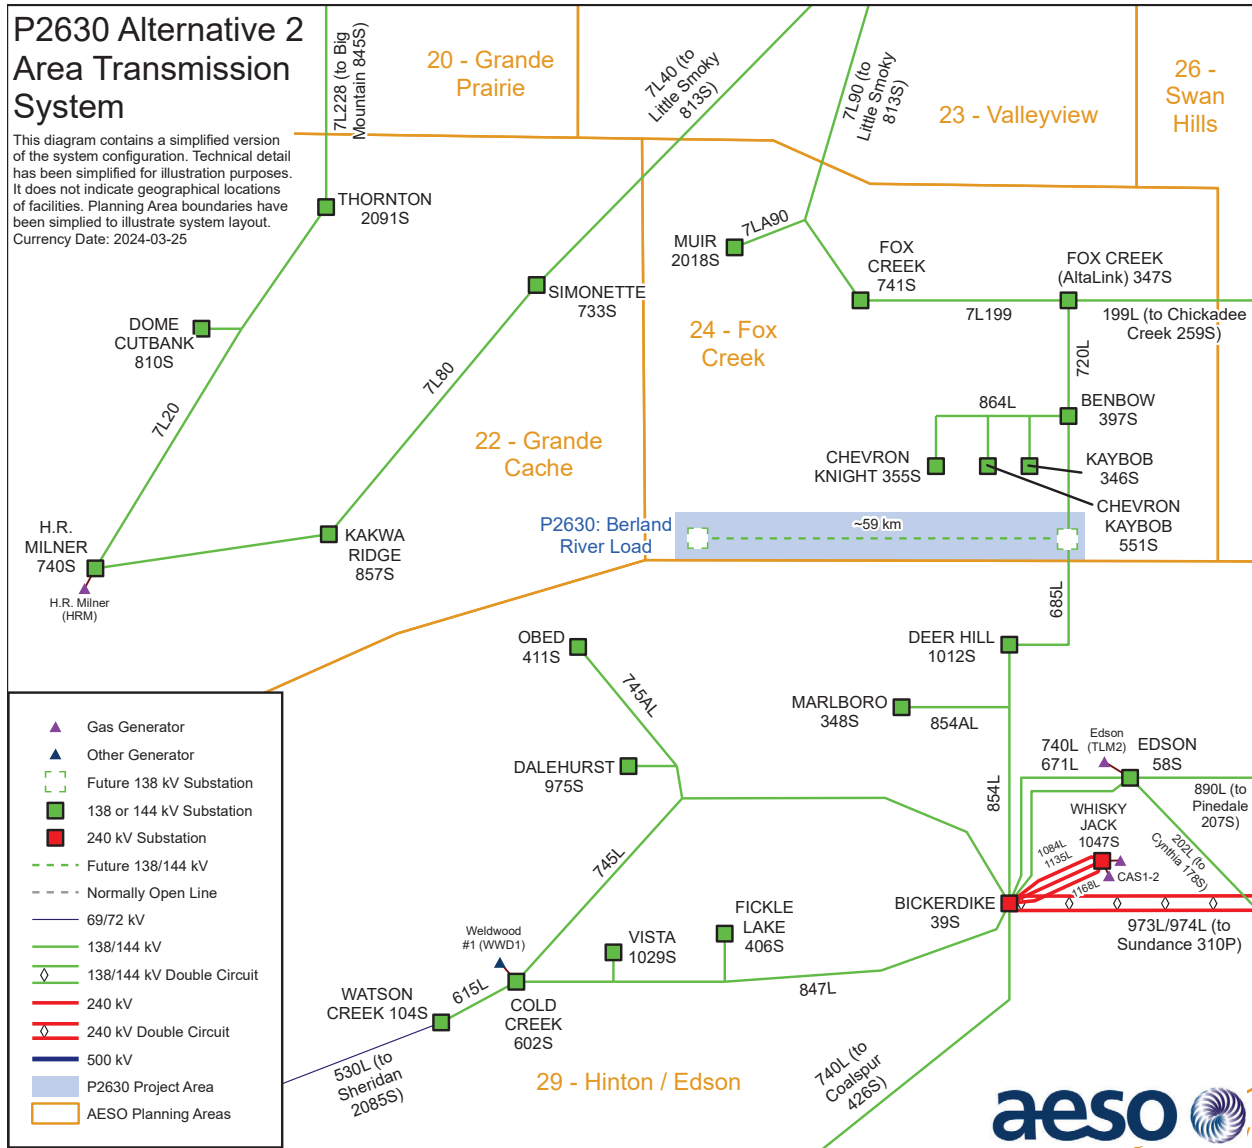 P2630 Alternative 2
Area Transmission
System
This diagram contains a simplified version
of the system configuration. Technical detail
has been simplified for illustration purposes.
It does not indicate geographical locations
of facilities. Planning Area boundaries have
been simplied to illustrate system layout.
Currency Date: 2024-03-25
7L228 (to Big
Mountain 845S)
20 - Grande
Prairie
7L40 (to
Little Smoky
813S)
7L90 (to
Little Smoky
813S)
23 - Valleyview
26 -
Swan
Hills
THORNTON
2091S
MUIR
2018S
7LA90
FOX
CREEK
741S
FOX CREEK
(AltaLink) 347S
SIMONETTE
733S
7L199
199L (to Chickadee
Creek 259S)
DOME
CUTBANK
810S
24 - Fox
Creek
720L
7L80
7L20
864L
BENBOW
397S
22 - Grande
Cache
CHEVRON
KNIGHT 355S
KAYBOB
346S
CHEVRON
KAYBOB
551S
P2630: Berland
River Load
~59 km
H.R.
MILNER
740S
KAKWA
RIDGE
857S
H.R. Milner
(HRM)
685L
OBED
411S
DEER HILL
1012S
745AL
MARLBORO
348S
854AL
DALEHURST
975S
854L
740L
671L
Edson
(TLM2)
EDSON
58S
890L (to
Pinedale
207S)
WHISKY
JACK
1047S
202L (to
Cynthia 178S)
1084L
1135L
1168L
CAS1-2
745L
BICKERDIKE
39S
973L/974L (to
Sundance 310P)
Weldwood
#1 (WWD1)
VISTA
1029S
FICKLE
LAKE
406S
847L
WATSON
CREEK 104S
615L
COLD
CREEK
602S
530L (to
Sheridan
2085S)
29 - Hinton / Edson
740L (to
Coalspur
426S)
Gas Generator
Other Generator
Future 138 kV Substation
138 or 144 kV Substation
240 kV Substation
Future 138/144 kV
Normally Open Line
69/72 kV
138/144 kV
138/144 kV Double Circuit
240 kV
240 kV Double Circuit
500 kV
P2630 Project Area
AESO Planning Areas
aeso